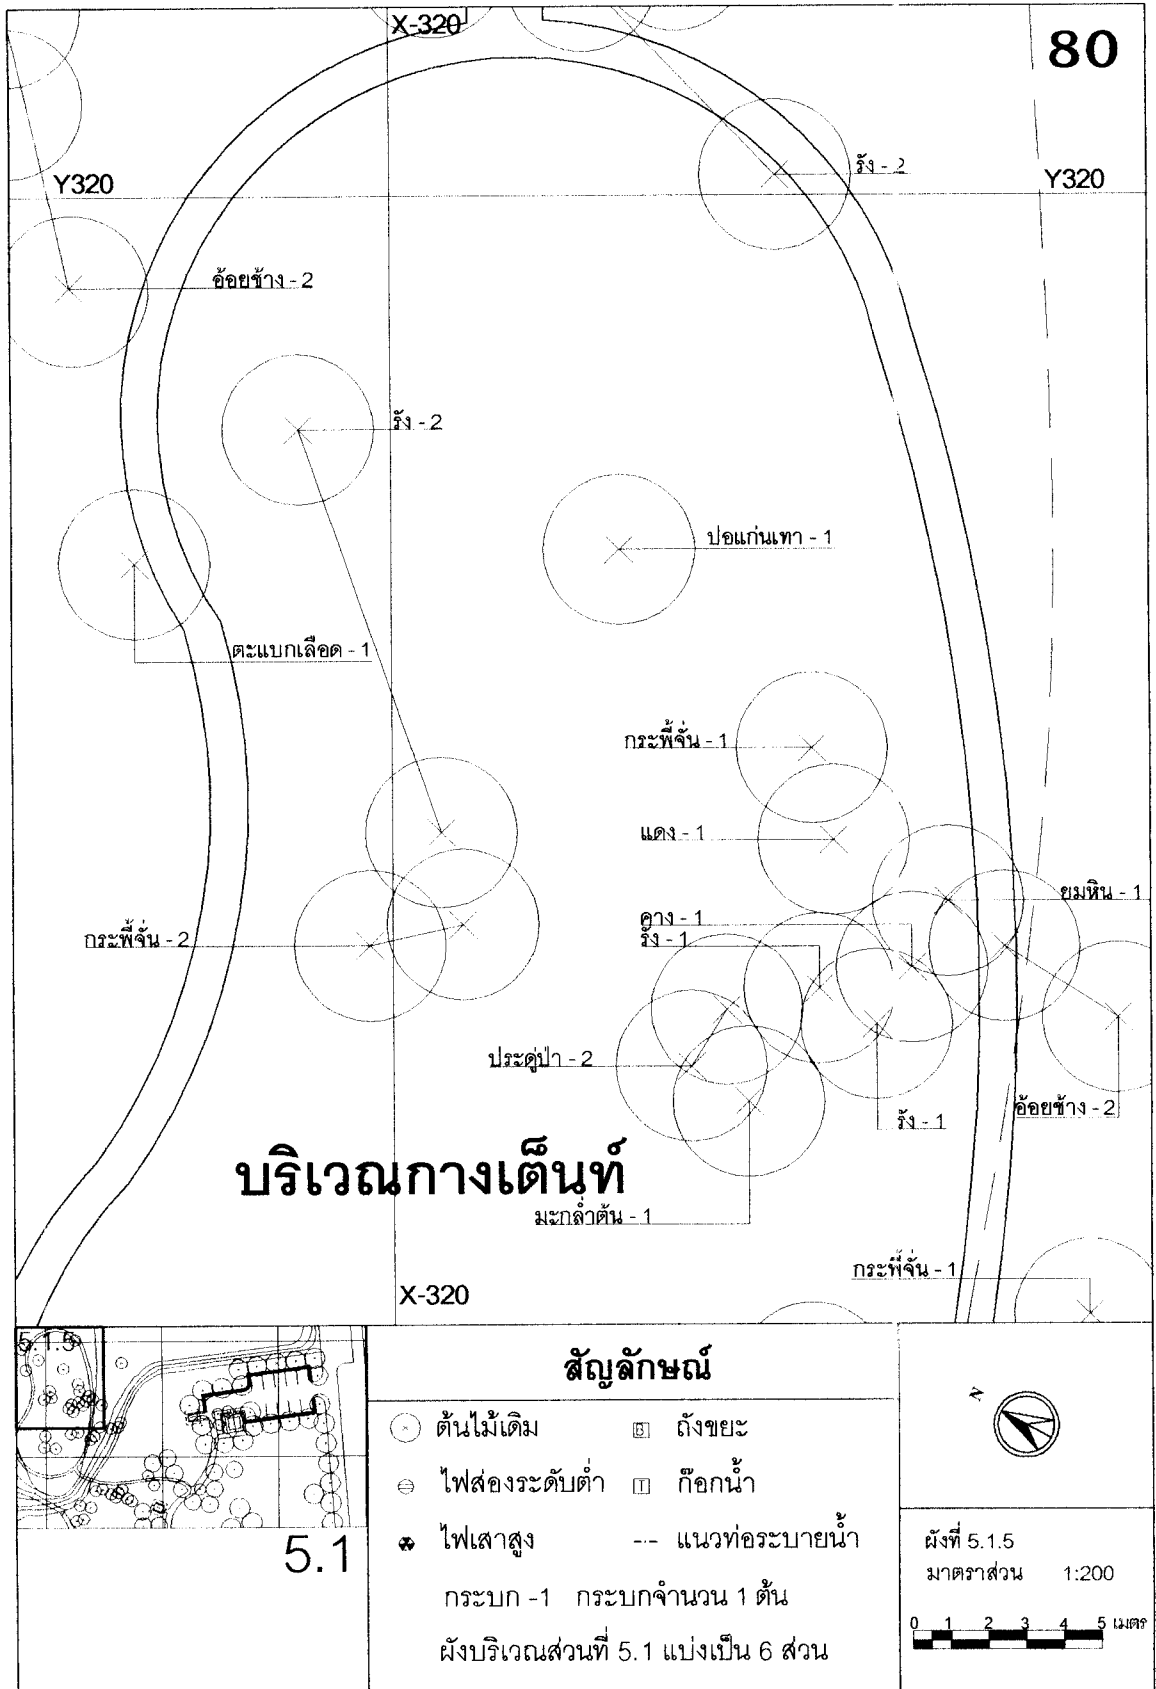 X-320
80
Y320
รัง - 2
Y320
อ้อยช้าง - 2
รัง - 2
ปอแก่นเทา - 1
ตะแบกเลือด - 1
กระพี้จั่น - 1
แดง - 1
ยมหิน - 1
คาง - 1
รัง - 1
กระพี้จั่น - 2
ประดู่ป่า - 2
อ้อยช้าง - 2
รัง - 1
บริเวณกางเต็นท์
มะกล่ำต้น - 1
กระพี้จั่น - 1
X-320
5.1.5
5.1
สัญลักษณ์
ต้นไม้เดิม
B ถังขยะ
ไฟส่องระดับต่ำ
T ก๊อกน้ำ
ไฟเสาสูง
--- แนวท่อระบายน้ำ
กระบก -1 กระบกจำนวน 1 ต้น
ผังบริเวณส่วนที่ 5.1 แบ่งเป็น 6 ส่วน
N
ผังที่ 5.1.5
มาตราส่วน 1:200
0 1 2 3 4 5 เมตร